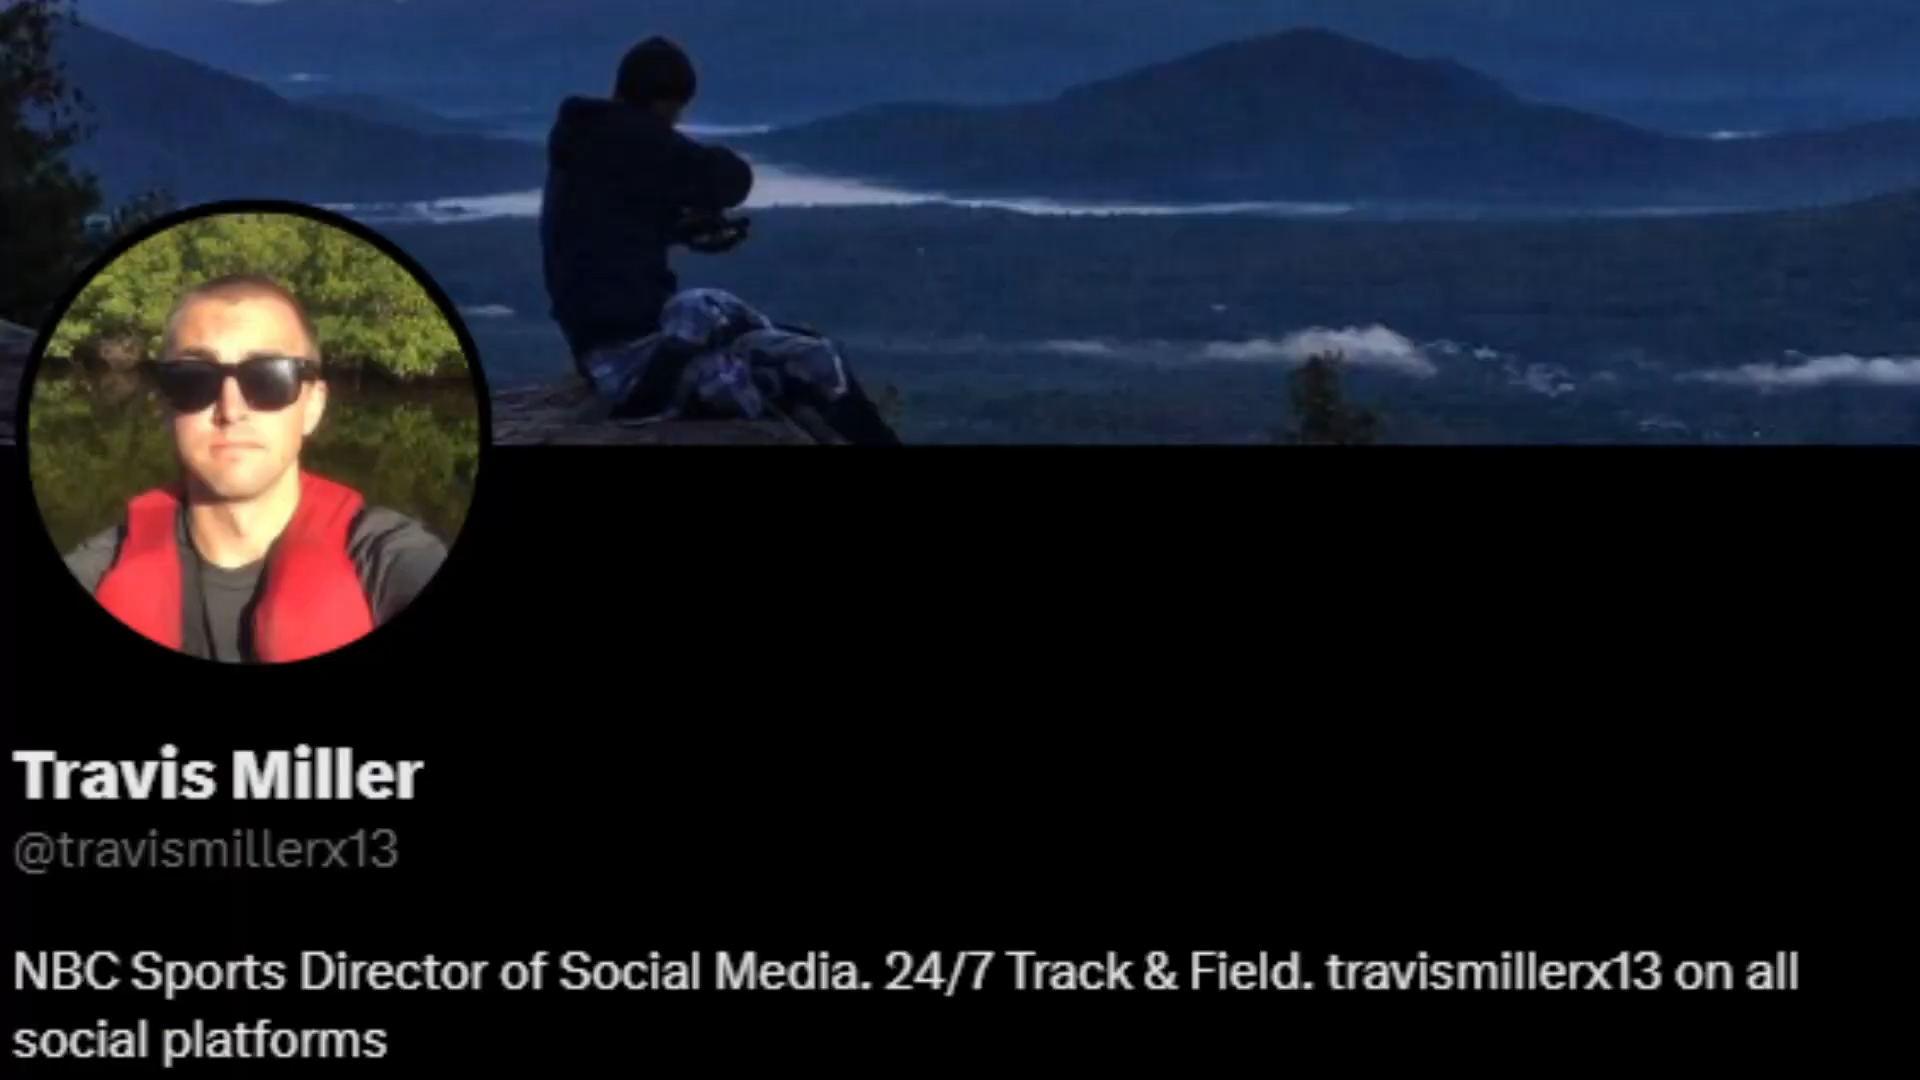 Travis Miller
@travismillerx13
NBC Sports Director of Social Media. 24/7 Track & Field. travismillerx13 on all
social platforms